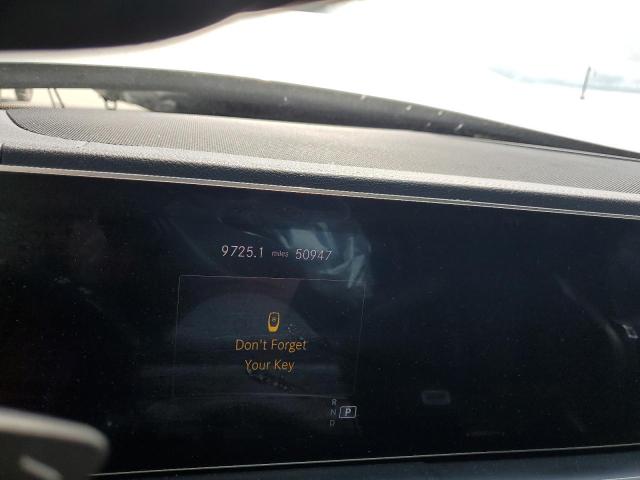 9725.1 miles 50947
Don't Forget
Your Key
R
N P
D